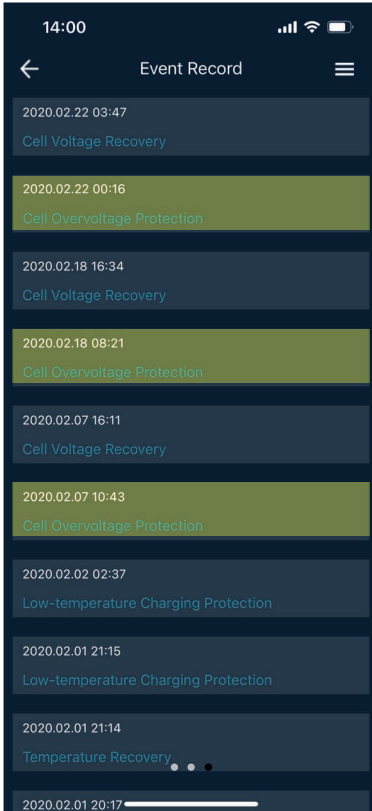 14:00
Event Record
2020.02.22 03:47
Cell Voltage Recovery
2020.02.22 00:16
Cell Overvoltage Protection
2020.02.18 16:34
Cell Voltage Recovery
2020.02.18 08:21
Cell Overvoltage Protection
2020.02.07 16:11
Cell Voltage Recovery
2020.02.07 10:43
Cell Overvoltage Protection
2020.02.02 02:37
Low-temperature Charging Protection
2020.02.01 21:15
Low-temperature Charging Protection
2020.02.01 21:14
Temperature Recovery
2020.02.01 20:17